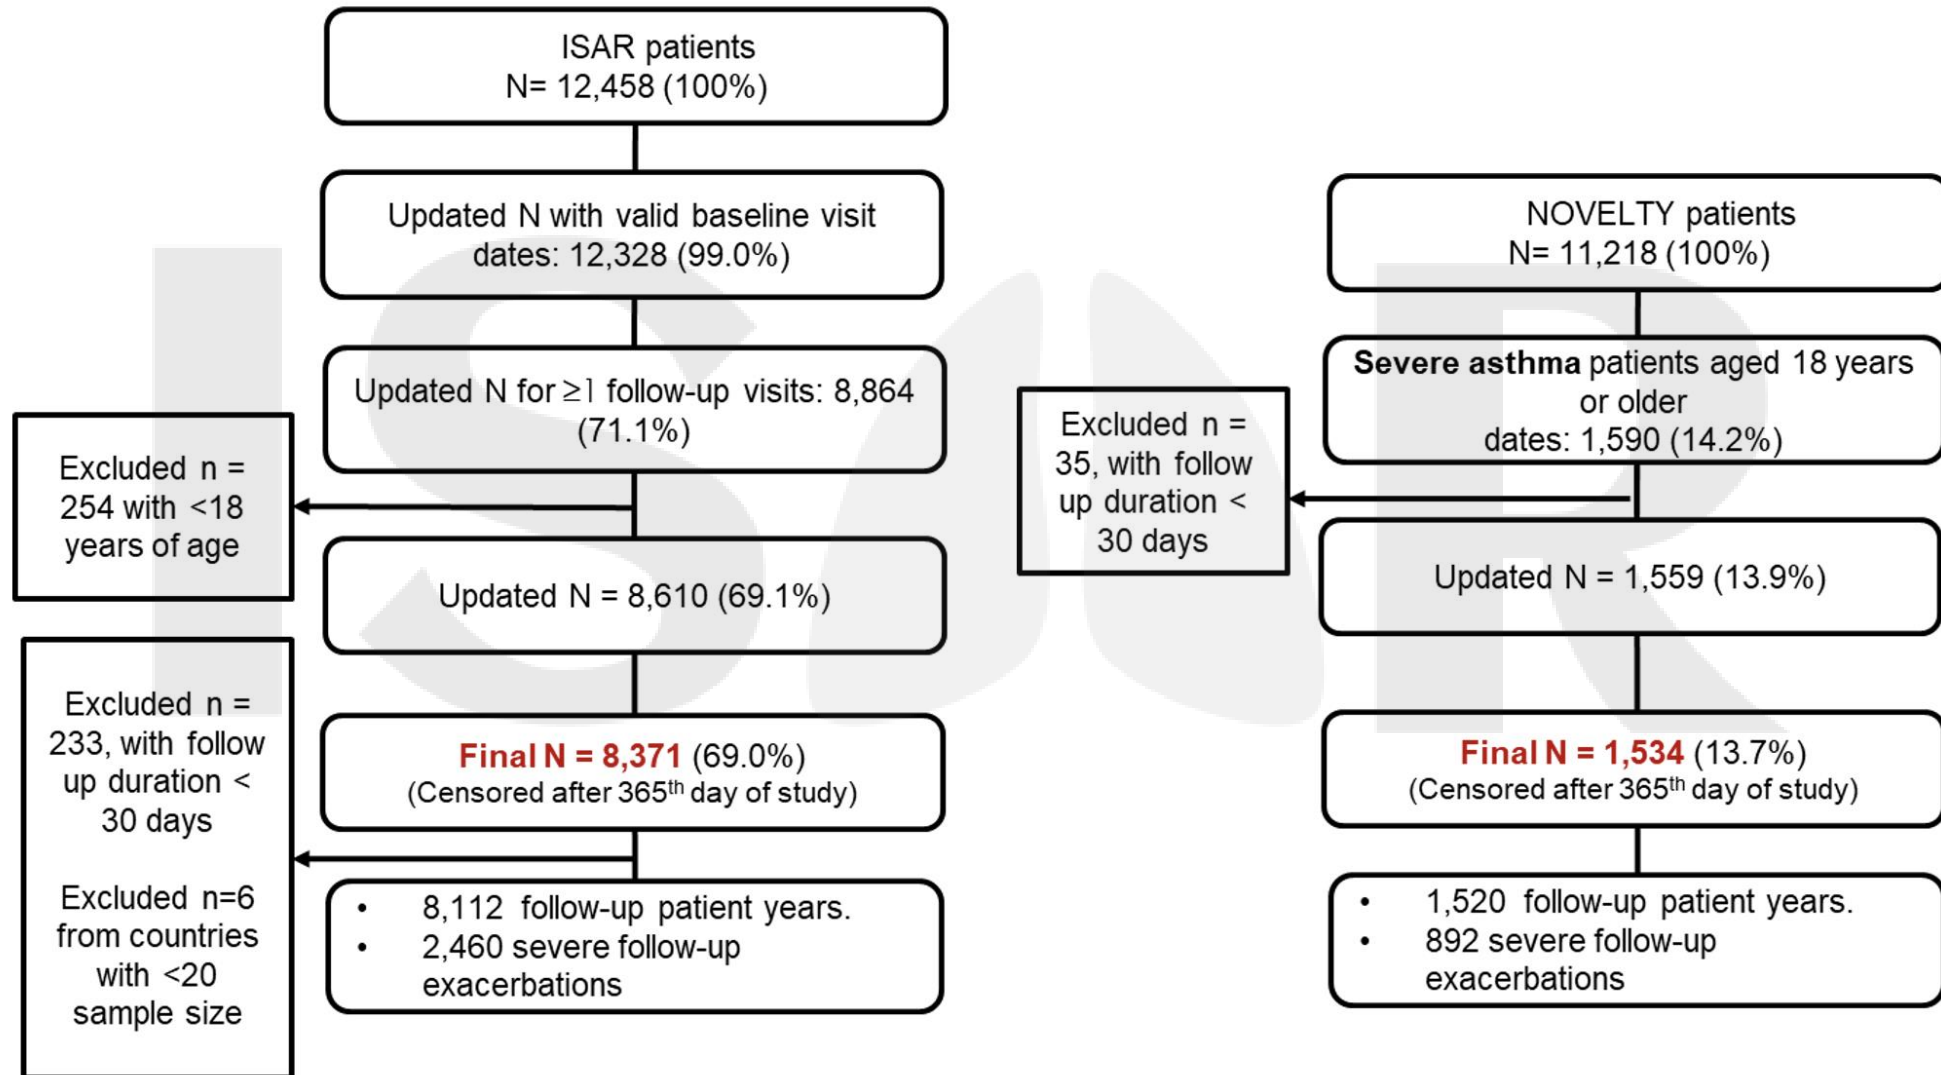 ISAR patients
N= 12,458 (100%)
Updated N with valid baseline visit
dates: 12,328 (99.0%)
Updated N for ≥1 follow-up visits: 8,864
(71.1%)
Excluded n =
254 with <18
years of age
Updated N = 8,610 (69.1%)
Excluded n =
233, with follow
up duration <
30 days
Excluded n=6
from countries
with <20
sample size
Final N = 8,371 (69.0%)
(Censored after 365th day of study)
• 8,112 follow-up patient years.
• 2,460 severe follow-up
exacerbations
NOVELTY patients
N= 11,218 (100%)
Severe asthma patients aged 18 years
or older
dates: 1,590 (14.2%)
Excluded n =
35, with follow
up duration <
30 days
Updated N = 1,559 (13.9%)
Final N = 1,534 (13.7%)
(Censored after 365th day of study)
• 1,520 follow-up patient years.
• 892 severe follow-up
exacerbations
IS R